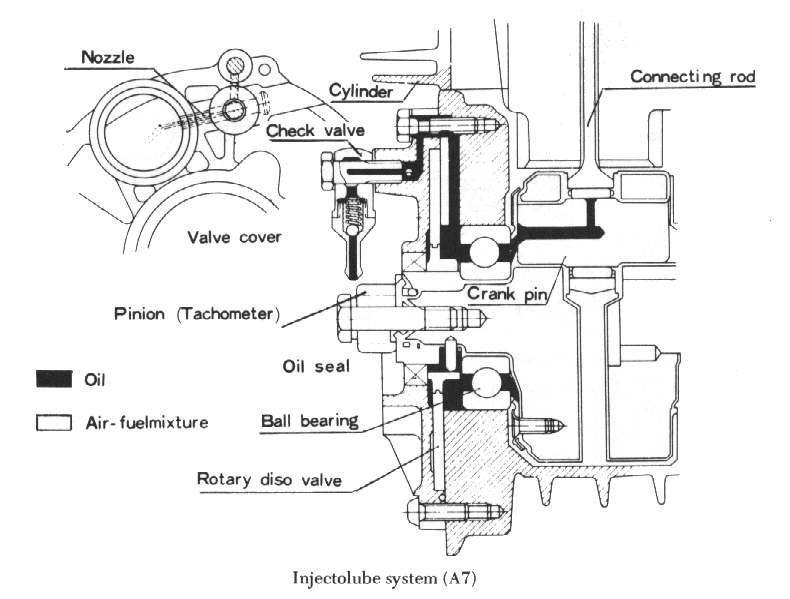 Nozzle
Cylinder
Connecting rod
Check valve
Valve cover
Crank pin
Pinion (Tachometer)
Oil seal
Oil
Air-fuelmixture
Ball bearing
Rotary diso valve
Injectolube system (A7)